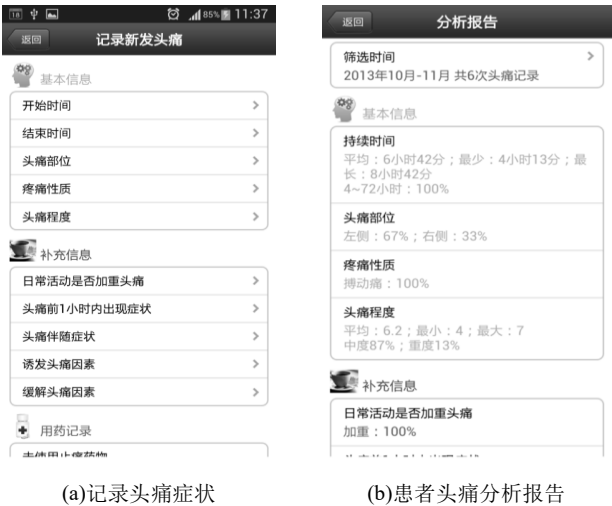 18 85% 11:37
返回 记录新发头痛
基本信息
开始时间
结束时间
头痛部位
疼痛性质
头痛程度
补充信息
日常活动是否加重头痛
头痛前1小时内出现症状
头痛伴随症状
诱发头痛因素
缓解头痛因素
用药记录
(a)记录头痛症状
返回 分析报告
筛选时间
2013年10月-11月 共6次头痛记录
基本信息
持续时间
平均：6小时42分；最少：4小时13分；最
长：8小时42分
4~72小时：100%
头痛部位
左侧：67%；右侧：33%
疼痛性质
搏动痛：100%
头痛程度
平均：6.2；最小：4；最大：7
中度87%；重度13%
补充信息
日常活动是否加重头痛
加重：100%
(b)患者头痛分析报告